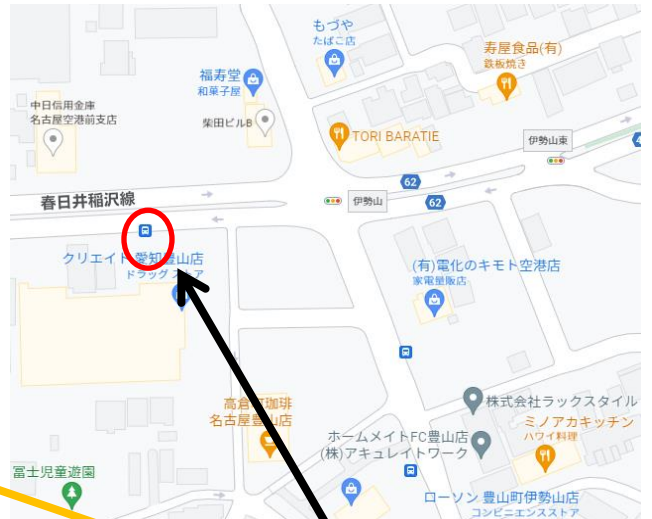 もづや
たばこ店
福寿堂
和菓子屋
寿屋食品(有)
鉄板焼き
中日信用金庫
名古屋空港前支店
柴田ビルB
TORI BARATIE
伊勢山東
62
春日井稲沢線
伊勢山
62
クリエイト 愛知豊山店
ドラッグストア
(有)電化のキモト空港店
家電量販店
株式会社ラックスタイル
名古屋豊山店
ミノアカキッチン
ハワイ料理
ホームメイトFC豊山店
(株)アキュレイトワーク
冨士児童遊園
ローソン 豊山町伊勢山店
コンビニエンスストア